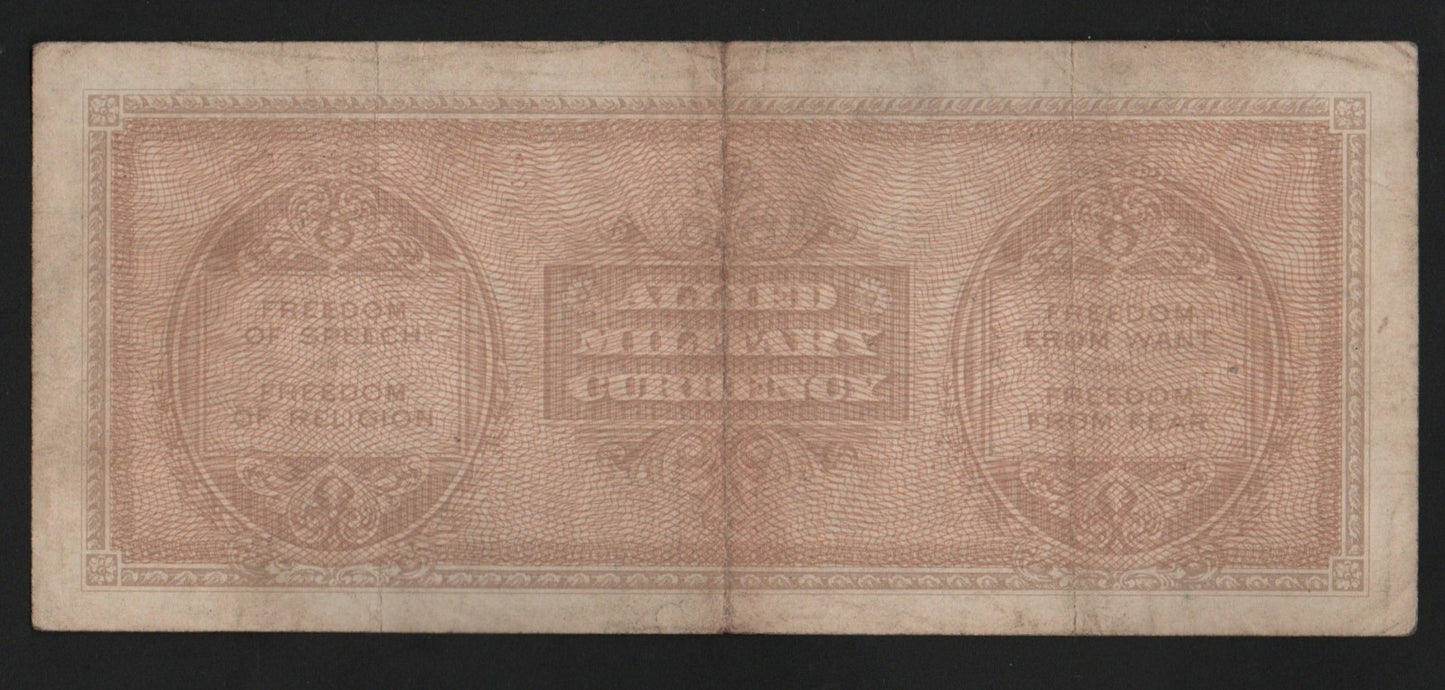 FREEDOM
OF SPEECH
FREEDOM
OF RELIGION
ALLIED
MILITARY
CURRENCY
FREEDOM
FROM WANT
FREEDOM
FROM FEAR